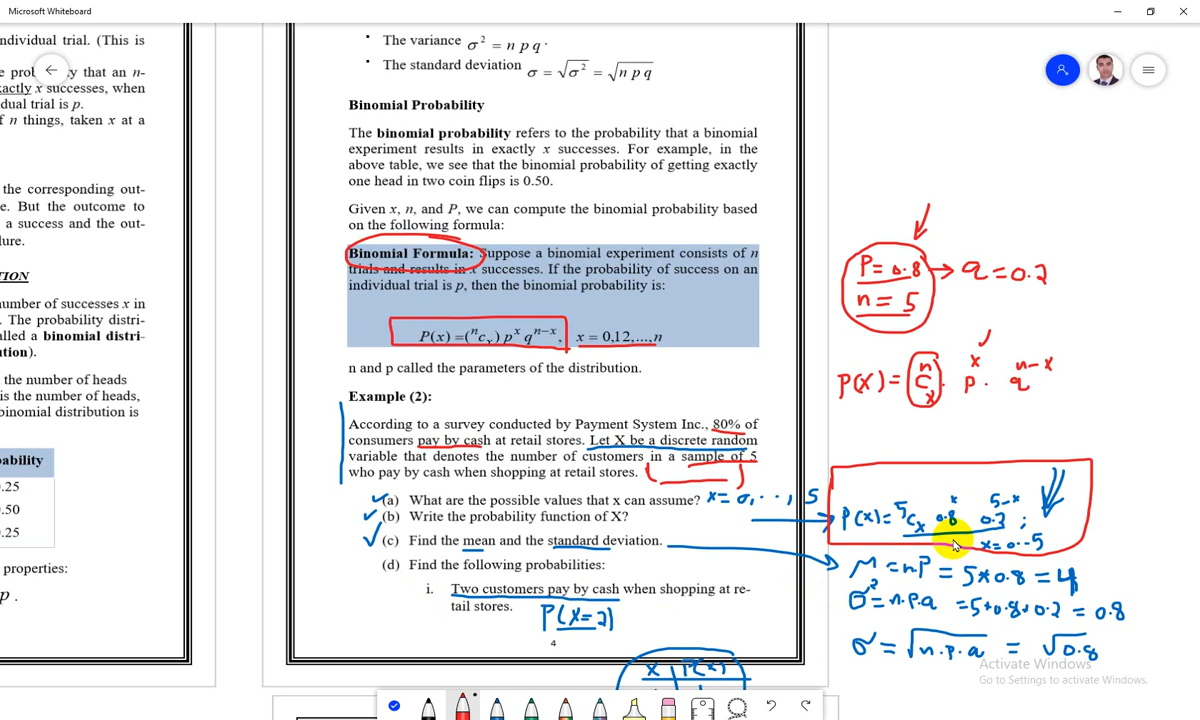 Microsoft Whiteboard
ndividual trial. (This is
e prob
y that an n-
xactly x successes, when
dual trial is p.
f n things, taken x at a
the corresponding out-
e. But the outcome to
a success and the out-
lure.
TION
number of successes x in
The probability distri-
alled a binomial distri-
ution).
the number of heads
is the number of heads,
binomial distribution is
ability
.25
.50
.25
properties:
p .
• The variance σ² = n p q .
• The standard deviation σ = √σ² = √n p q
Binomial Probability
The binomial probability refers to the probability that a binomial
experiment results in exactly x successes. For example, in the
above table, we see that the binomial probability of getting exactly
one head in two coin flips is 0.50.
Given x, n, and P, we can compute the binomial probability based
on the following formula:
Binomial Formula: Suppose a binomial experiment consists of n
trials and results in x successes. If the probability of success on an
individual trial is p, then the binomial probability is:
P(x) =(ⁿcₓ) pˣ qⁿ⁻ˣ, x = 0,12,...,n
n and p called the parameters of the distribution.
Example (2):
According to a survey conducted by Payment System Inc., 80% of
consumers pay by cash at retail stores. Let X be a discrete random
variable that denotes the number of customers in a sample of 5
who pay by cash when shopping at retail stores.
(a) What are the possible values that x can assume? x= 0, .. , 5
(b) Write the probability function of X?
(c) Find the mean and the standard deviation.
(d) Find the following probabilities:
i. Two customers pay by cash when shopping at re-
tail stores. P(X=2)
4
x P(x)
P= 0.8 → q = 0.2
n = 5
P(X) = ⁿCₓ . pˣ . qⁿ⁻ˣ
P(x) = ⁵Cₓ 0.8ˣ 0.2⁵⁻ˣ ;
x = 0..5
μ = nP = 5*0.8 = 4
σ² = n.p.q = 5*0.8*0.2 = 0.8
σ = √n.p.q = √0.8
Activate Windows
Go to Settings to activate Windows.